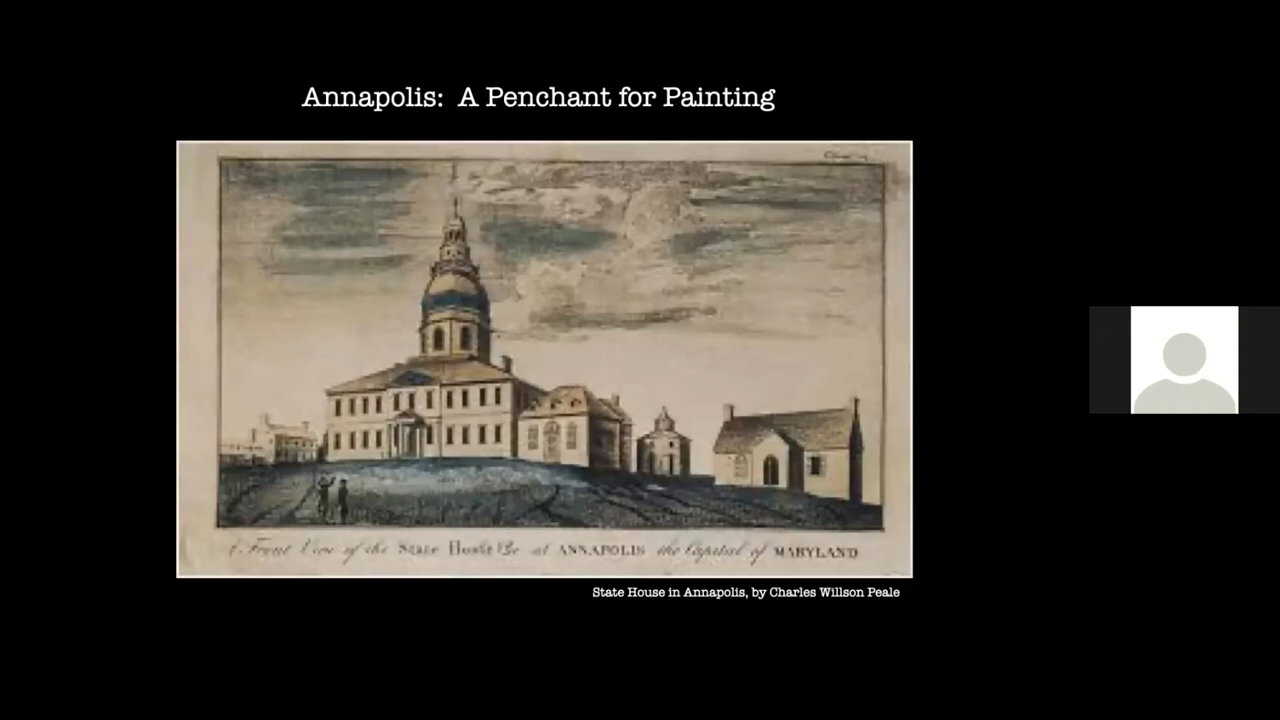 Annapolis: A Penchant for Painting
Front View of the State House &c at ANNAPOLIS the Capital of MARYLAND
State House in Annapolis, by Charles Willson Peale